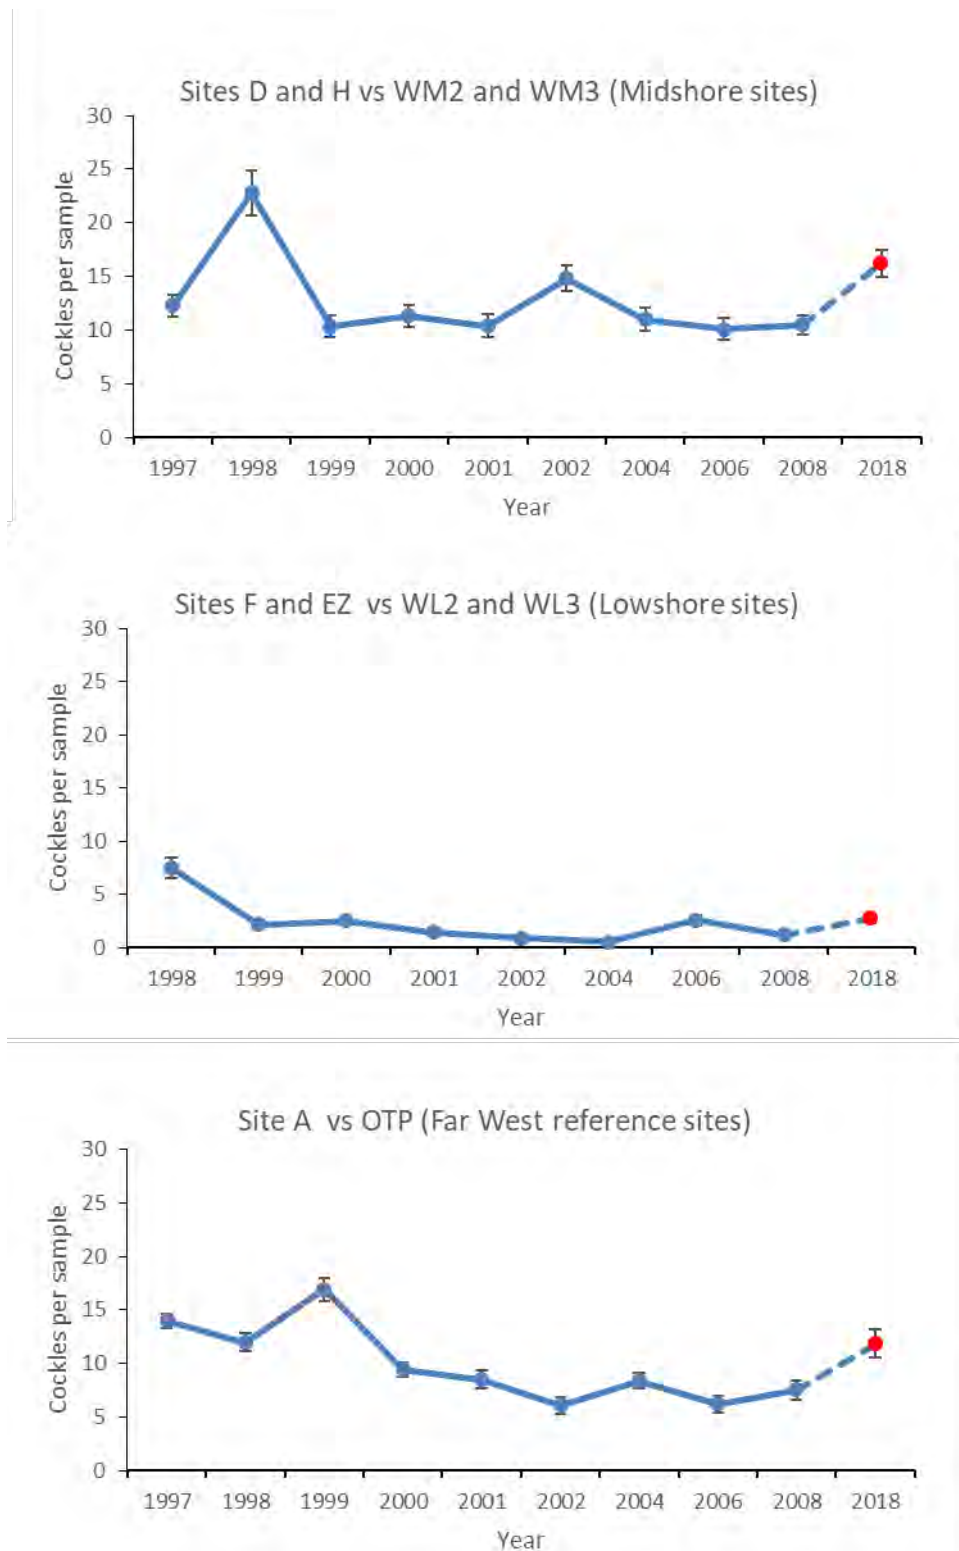 Sites D and H vs WM2 and WM3 (Midshore sites)
30
25
20
15
10
5
0
Cockles per sample
1997 1998 1999 2000 2001 2002 2004 2006 2008 2018
Year
Sites F and EZ vs WL2 and WL3 (Lowshore sites)
30
25
20
15
10
5
0
Cockles per sample
1998 1999 2000 2001 2002 2004 2006 2008 2018
Year
Site A vs OTP (Far West reference sites)
30
25
20
15
10
5
0
Cockles per sample
1997 1998 1999 2000 2001 2002 2004 2006 2008 2018
Year